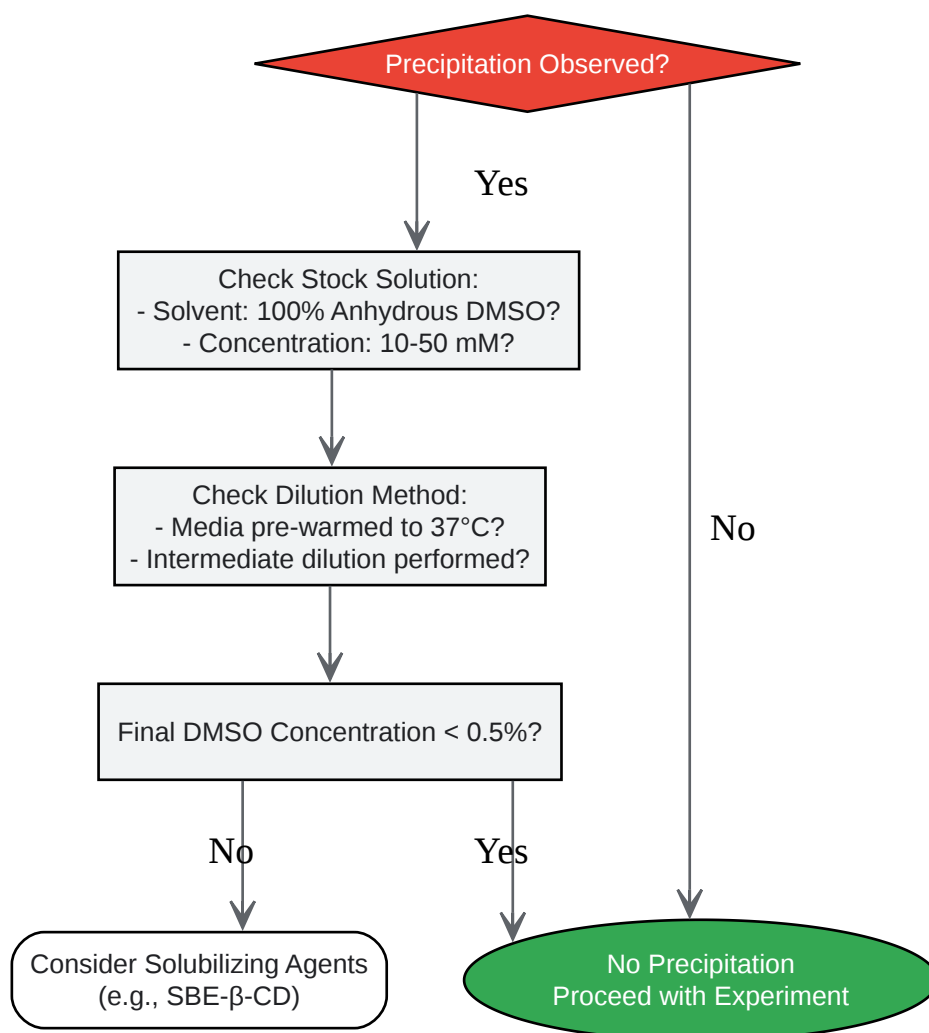 Precipitation Observed?
Yes
Check Stock Solution:
- Solvent: 100% Anhydrous DMSO?
- Concentration: 10-50 mM?
Check Dilution Method:
- Media pre-warmed to 37°C?
- Intermediate dilution performed?
No
Final DMSO Concentration < 0.5%?
No
Yes
Consider Solubilizing Agents
(e.g., SBE-β-CD)
No Precipitation
Proceed with Experiment